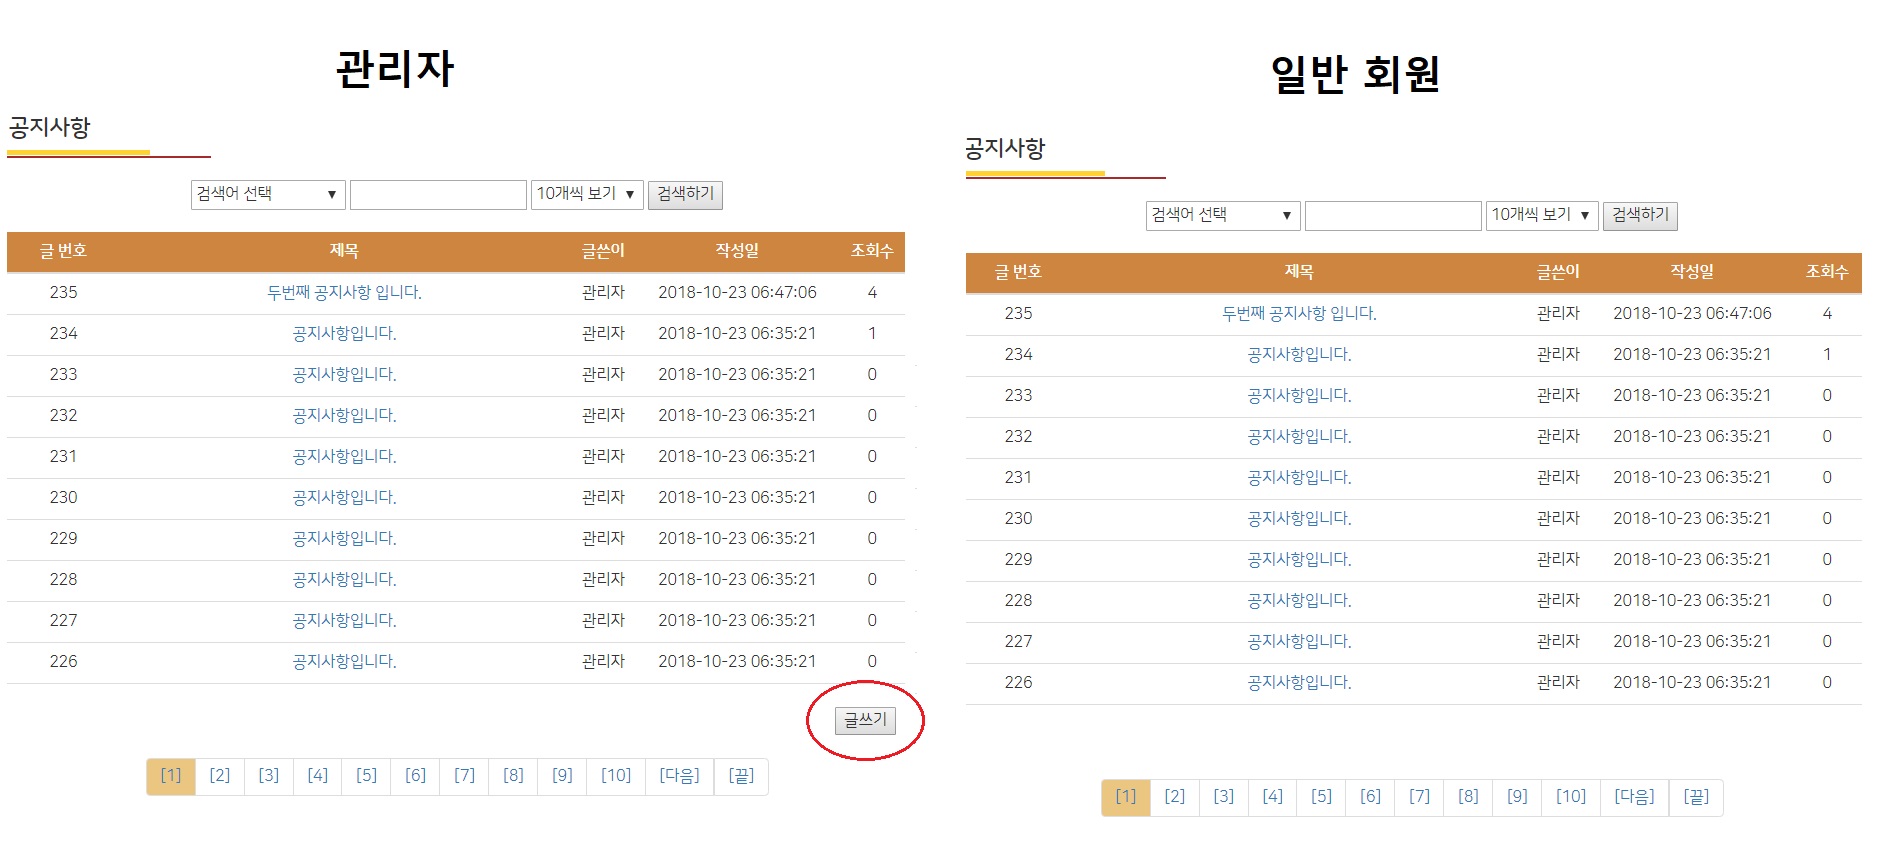 관리자
공지사항
검색어 선택 ▼ 10개씩 보기 ▼ 검색하기
글 번호 제목 글쓴이 작성일 조회수
235 두번째 공지사항 입니다. 관리자 2018-10-23 06:47:06 4
234 공지사항입니다. 관리자 2018-10-23 06:35:21 1
233 공지사항입니다. 관리자 2018-10-23 06:35:21 0
232 공지사항입니다. 관리자 2018-10-23 06:35:21 0
231 공지사항입니다. 관리자 2018-10-23 06:35:21 0
230 공지사항입니다. 관리자 2018-10-23 06:35:21 0
229 공지사항입니다. 관리자 2018-10-23 06:35:21 0
228 공지사항입니다. 관리자 2018-10-23 06:35:21 0
227 공지사항입니다. 관리자 2018-10-23 06:35:21 0
226 공지사항입니다. 관리자 2018-10-23 06:35:21 0
글쓰기
[1] [2] [3] [4] [5] [6] [7] [8] [9] [10] [다음] [끝]
일반 회원
공지사항
검색어 선택 ▼ 10개씩 보기 ▼ 검색하기
글 번호 제목 글쓴이 작성일 조회수
235 두번째 공지사항 입니다. 관리자 2018-10-23 06:47:06 4
234 공지사항입니다. 관리자 2018-10-23 06:35:21 1
233 공지사항입니다. 관리자 2018-10-23 06:35:21 0
232 공지사항입니다. 관리자 2018-10-23 06:35:21 0
231 공지사항입니다. 관리자 2018-10-23 06:35:21 0
230 공지사항입니다. 관리자 2018-10-23 06:35:21 0
229 공지사항입니다. 관리자 2018-10-23 06:35:21 0
228 공지사항입니다. 관리자 2018-10-23 06:35:21 0
227 공지사항입니다. 관리자 2018-10-23 06:35:21 0
226 공지사항입니다. 관리자 2018-10-23 06:35:21 0
[1] [2] [3] [4] [5] [6] [7] [8] [9] [10] [다음] [끝]